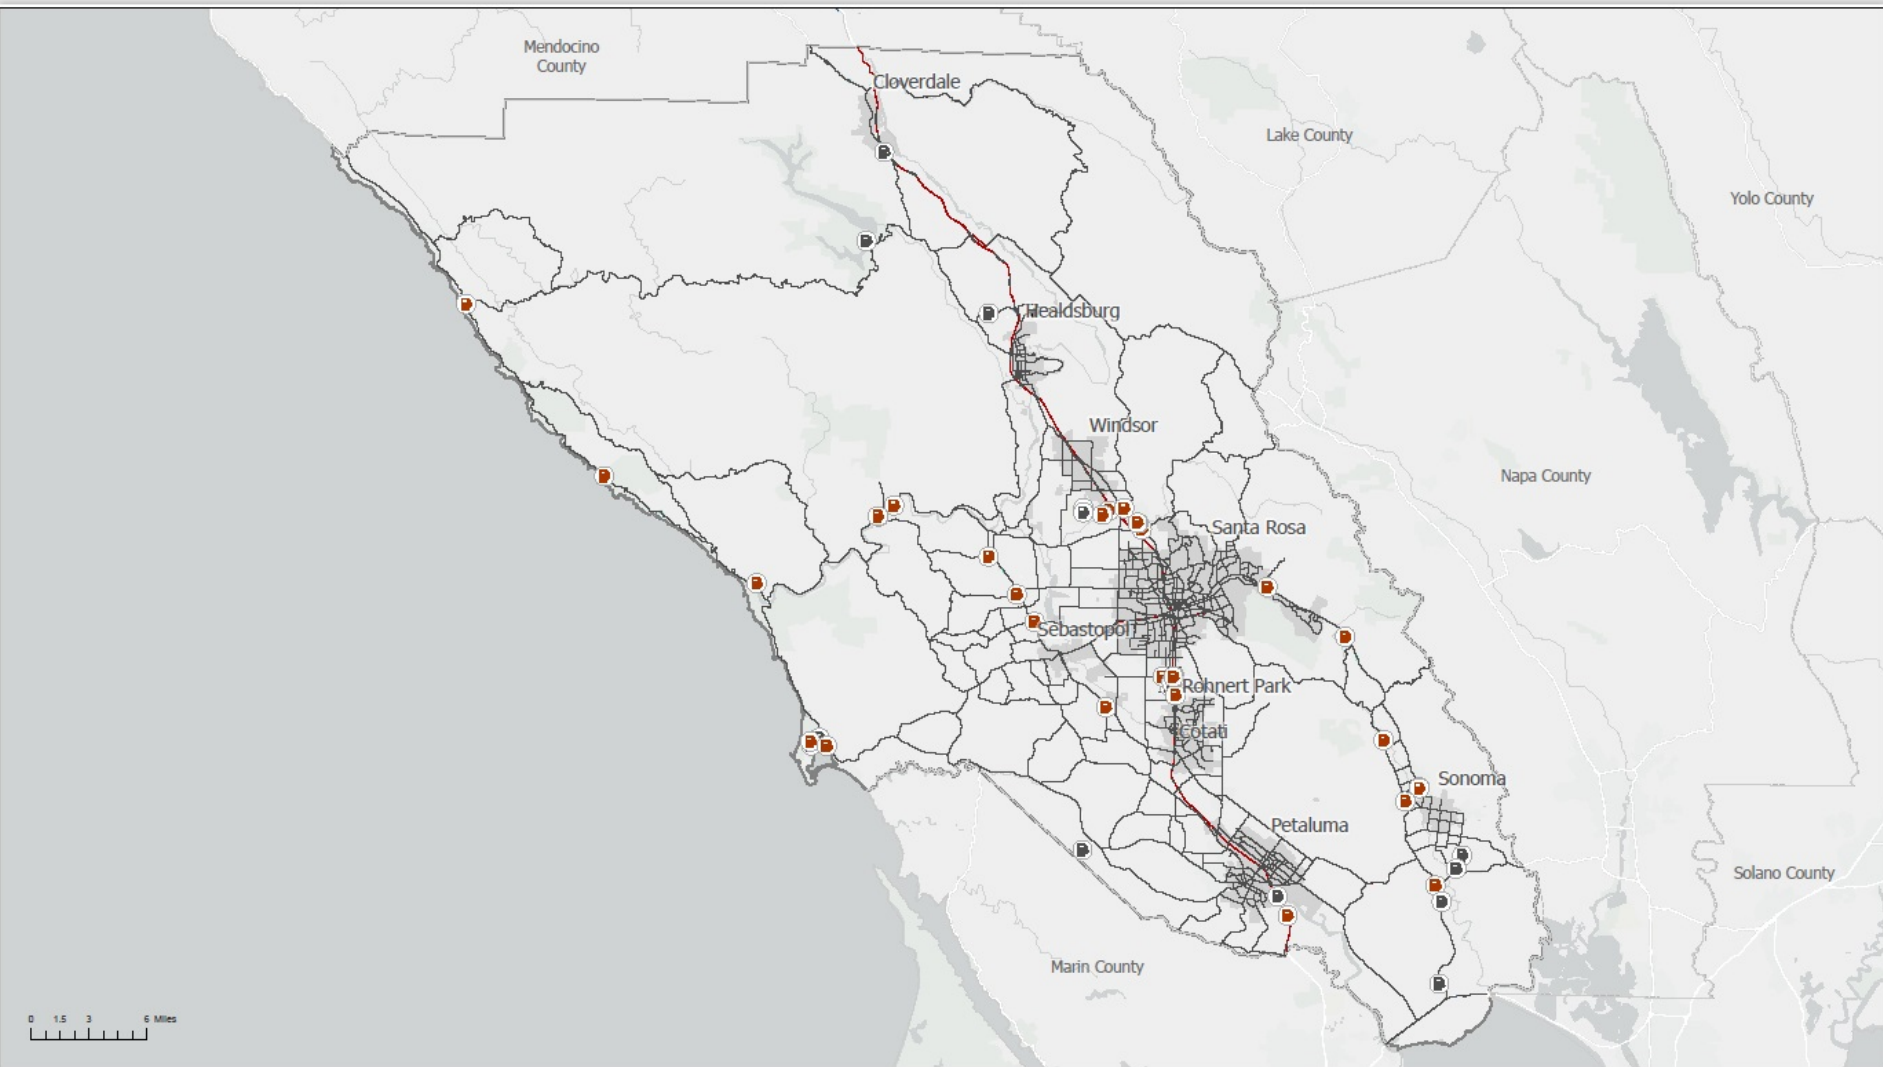 Mendocino
County
Cloverdale
Lake County
Yolo County
Healdsburg
Windsor
Napa County
Santa Rosa
Sebastopol
Rohnert Park
Cotati
Sonoma
Petaluma
Solano County
Marin County
0 1.5 3 6 Miles